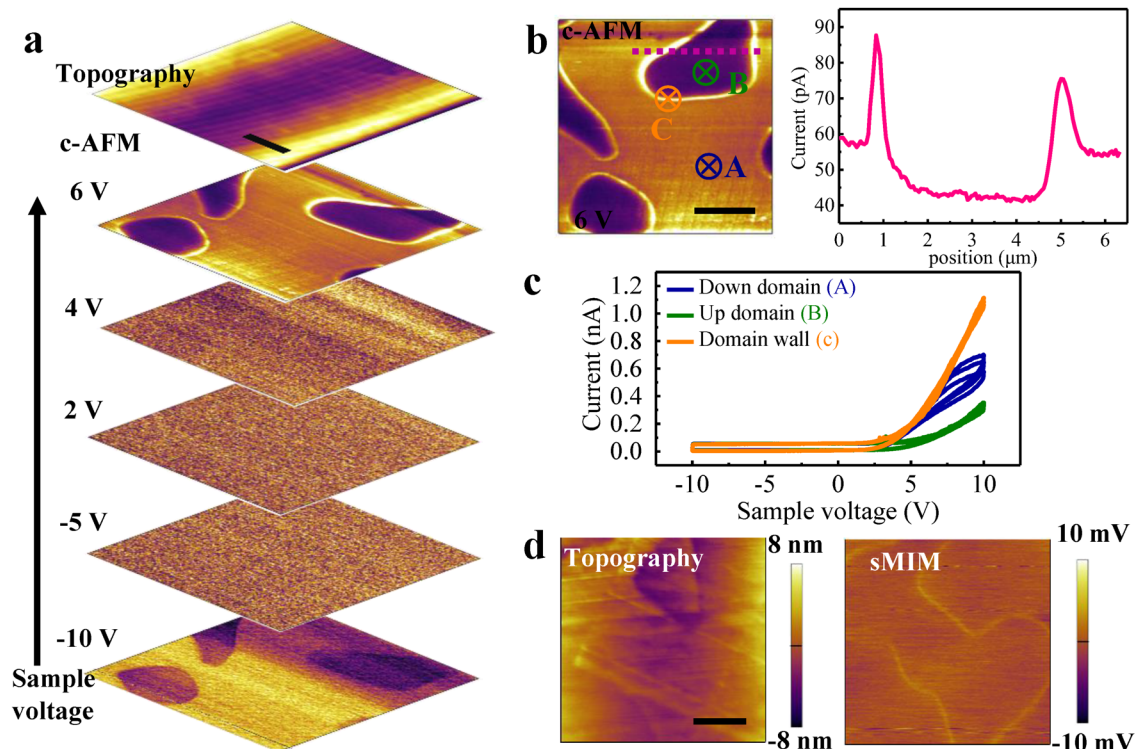 a
Topography
c-AFM
6 V
4 V
2 V
-5 V
-10 V
Sample
voltage
b
c-AFM
B
C
A
6 V
Current (pA)
90
80
70
60
50
40
0 1 2 3 4 5 6
position (μm)
c
Current (nA)
1.2
1.0
0.8
0.6
0.4
0.2
0.0
Down domain (A)
Up domain (B)
Domain wall (c)
-10 -5 0 5 10
Sample voltage (V)
d
Topography
8 nm
-8 nm
sMIM
10 mV
-10 mV